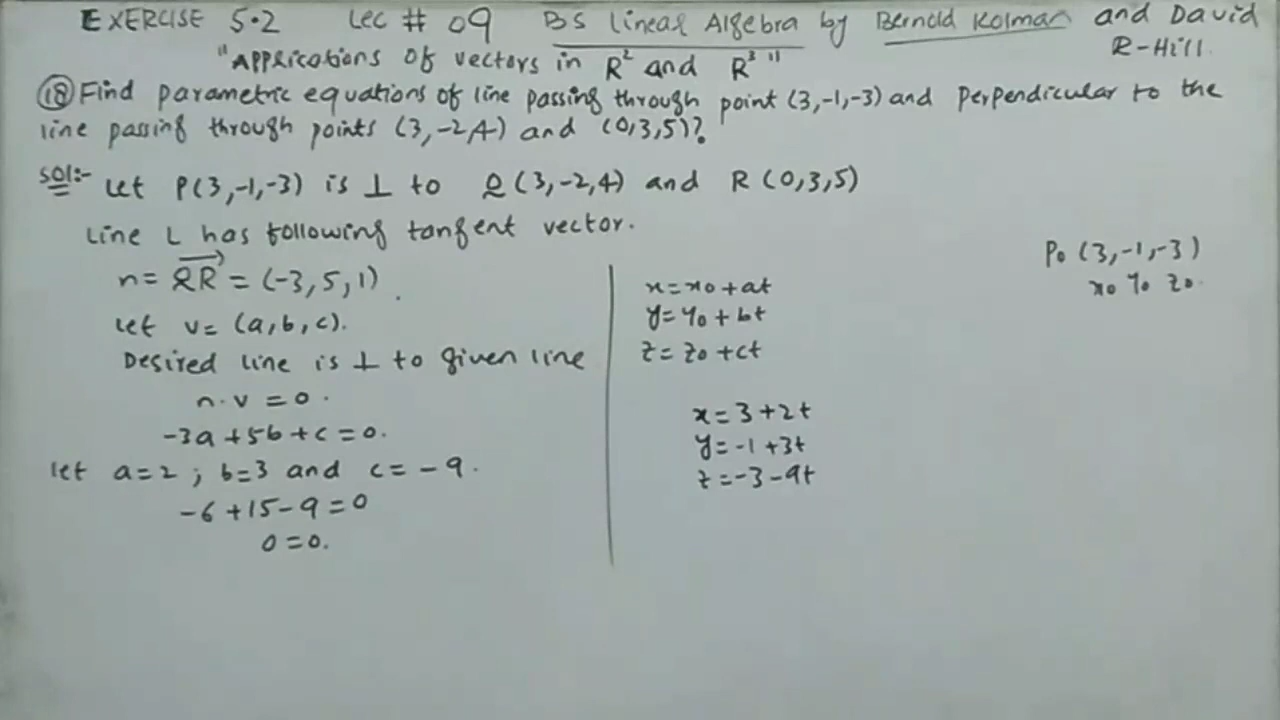 EXERCISE 5.2 Lec # 09 BS Linear Algebra by Bernold Kolman and David
R-Hill.
"Applications of vectors in R² and R³"
⑱ Find parametric equations of line passing through point (3,-1,-3) and perpendicular to the
line passing through points (3,-2,4) and (0,3,5)?
Sol:- Let P(3,-1,-3) is ⊥ to Q(3,-2,4) and R(0,3,5)
Line L has following tangent vector.
n = →QR = (-3,5,1).
Let v = (a,b,c).
Desired line is ⊥ to given line
n.v = 0.
-3a+5b+c=0.
let a=2; b=3 and c=-9.
-6+15-9=0
0=0.
x=x0+at
y=y0+bt
z=z0+ct
x=3+2t
y=-1+3t
z=-3-9t
P0(3,-1,-3)
x0 y0 z0.